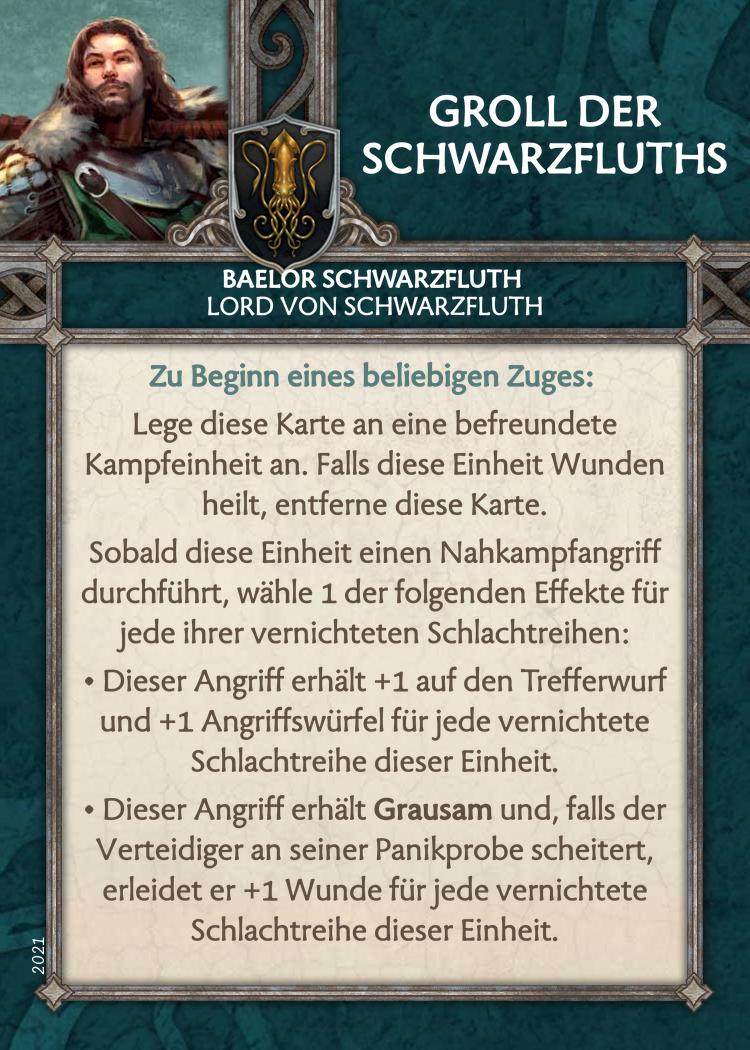 GROLL DER
SCHWARZFLUTHS
BAELOR SCHWARZFLUTH
LORD VON SCHWARZFLUTH
Zu Beginn eines beliebigen Zuges:
Lege diese Karte an eine befreundete
Kampfeinheit an. Falls diese Einheit Wunden
heilt, entferne diese Karte.
Sobald diese Einheit einen Nahkampfangriff
durchführt, wähle 1 der folgenden Effekte für
jede ihrer vernichteten Schlachtreihen:
• Dieser Angriff erhält +1 auf den Trefferwurf
und +1 Angriffswürfel für jede vernichtete
Schlachtreihe dieser Einheit.
• Dieser Angriff erhält Grausam und, falls der
Verteidiger an seiner Panikprobe scheitert,
erleidet er +1 Wunde für jede vernichtete
Schlachtreihe dieser Einheit.
2021